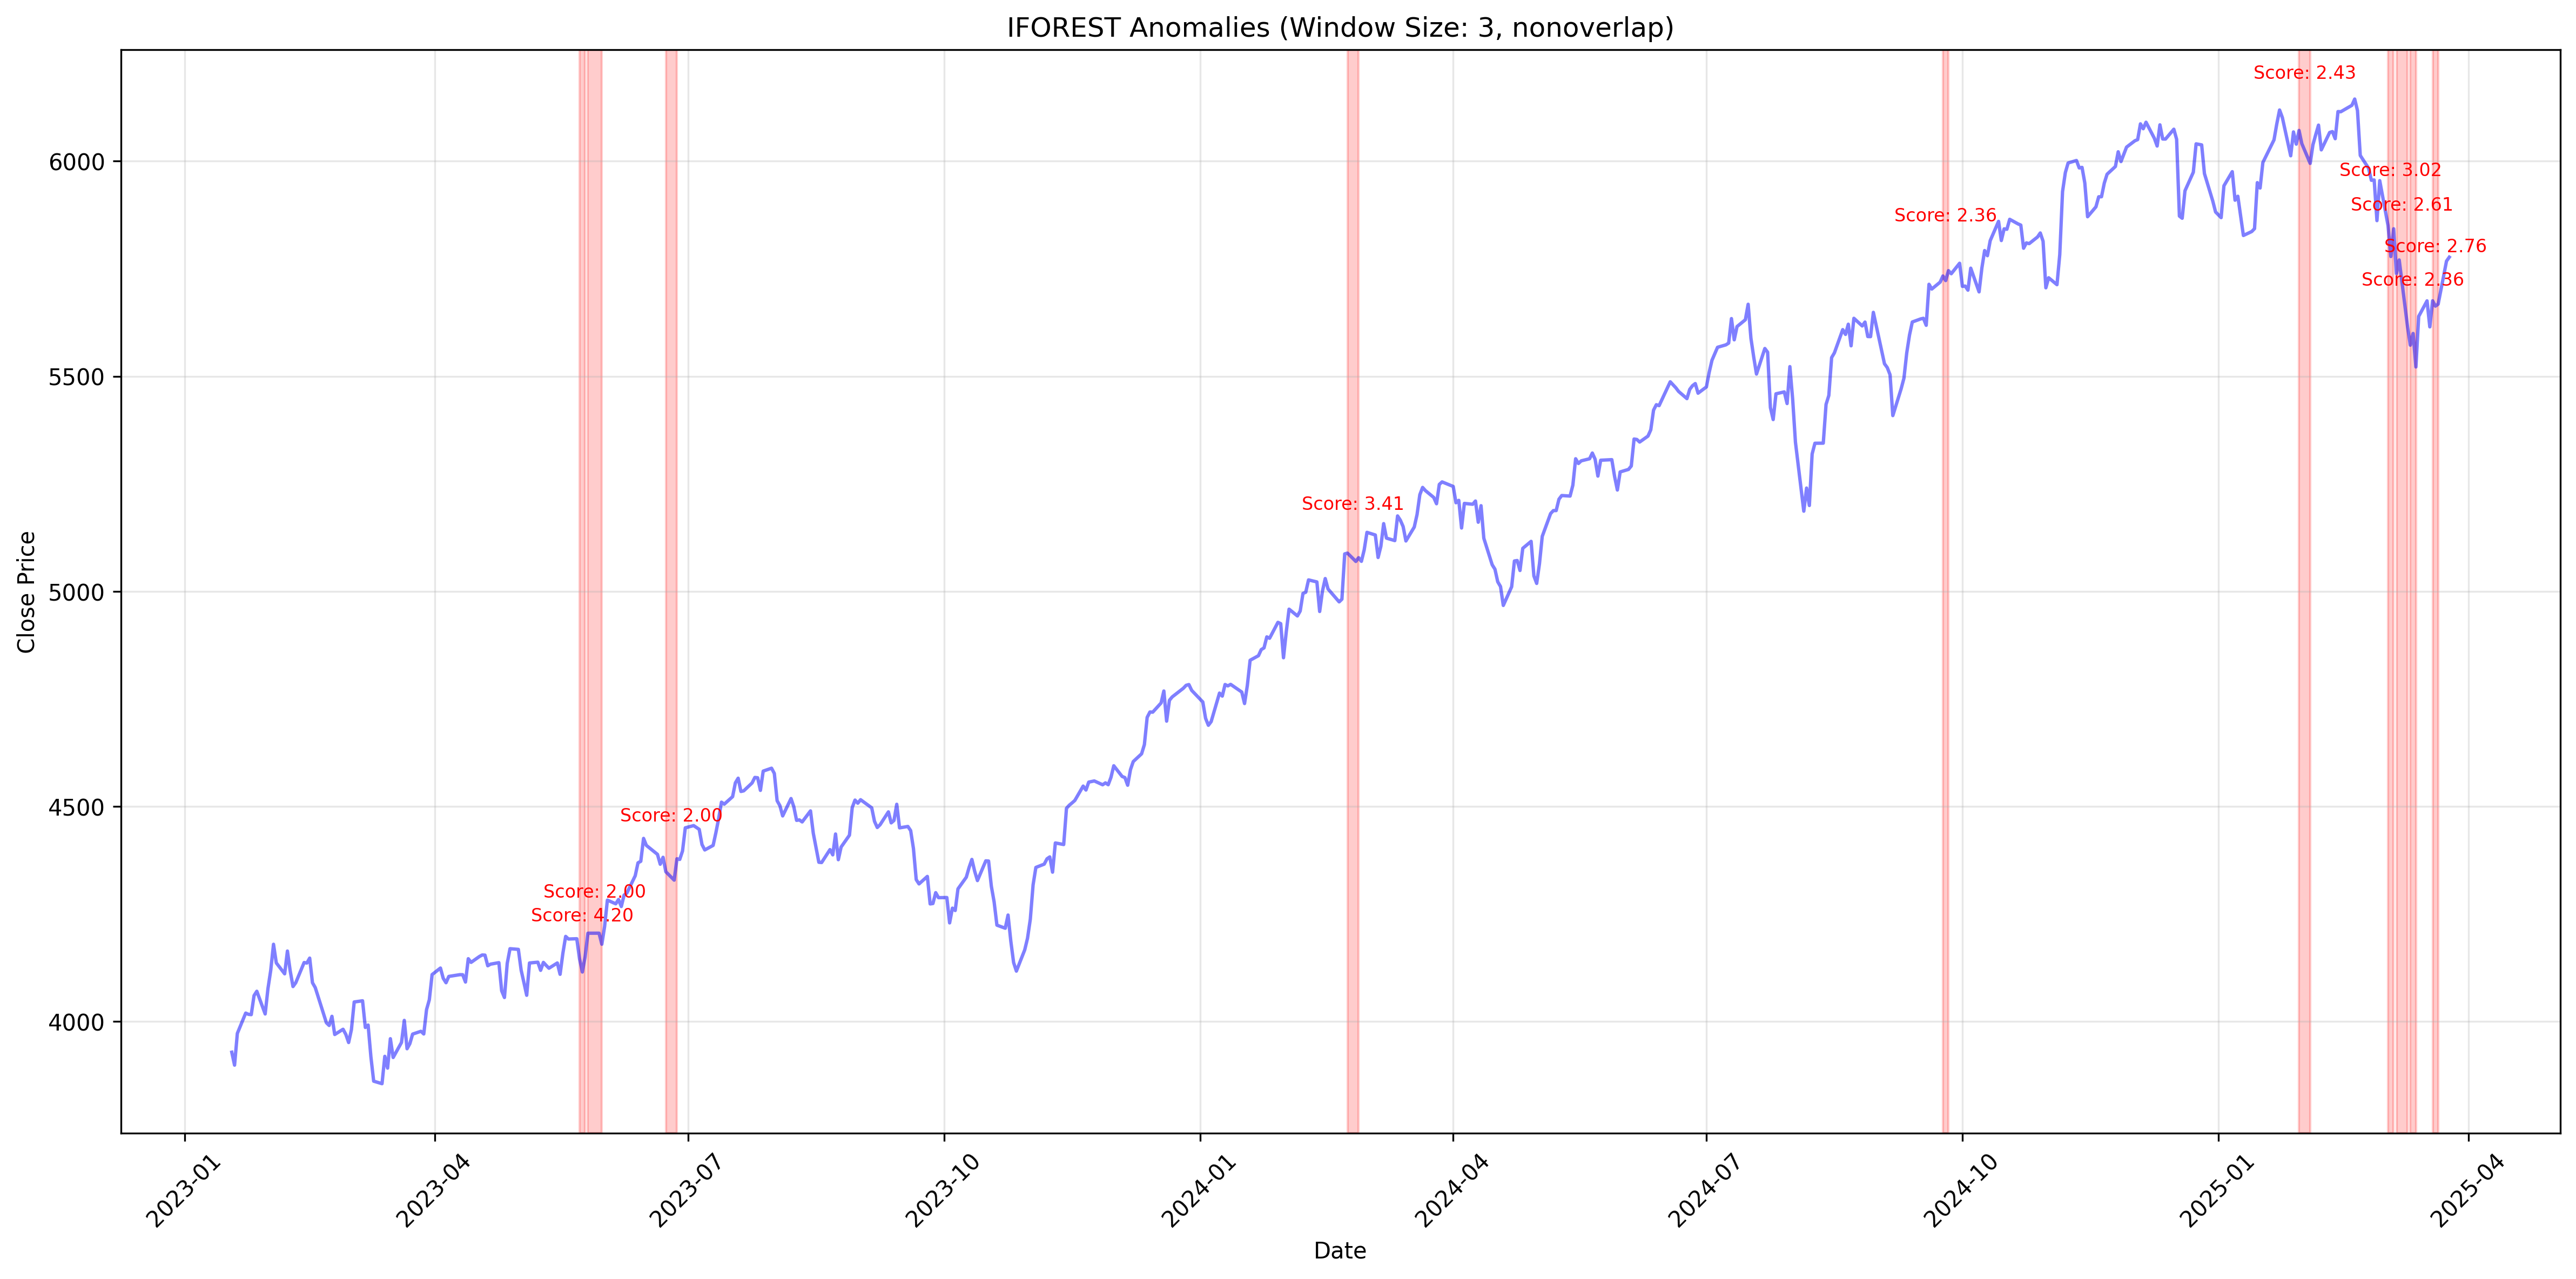 IFOREST Anomalies (Window Size: 3, nonoverlap)
Score: 2.43
Score: 3.02
Score: 2.61
Score: 2.36
Score: 2.76
Score: 2.36
Score: 3.41
Score: 2.00
Score: 2.00
Score: 4.20
Close Price
6000
5500
5000
4500
4000
2023-01
2023-04
2023-07
2023-10
2024-01
2024-04
2024-07
2024-10
2025-01
2025-04
Date